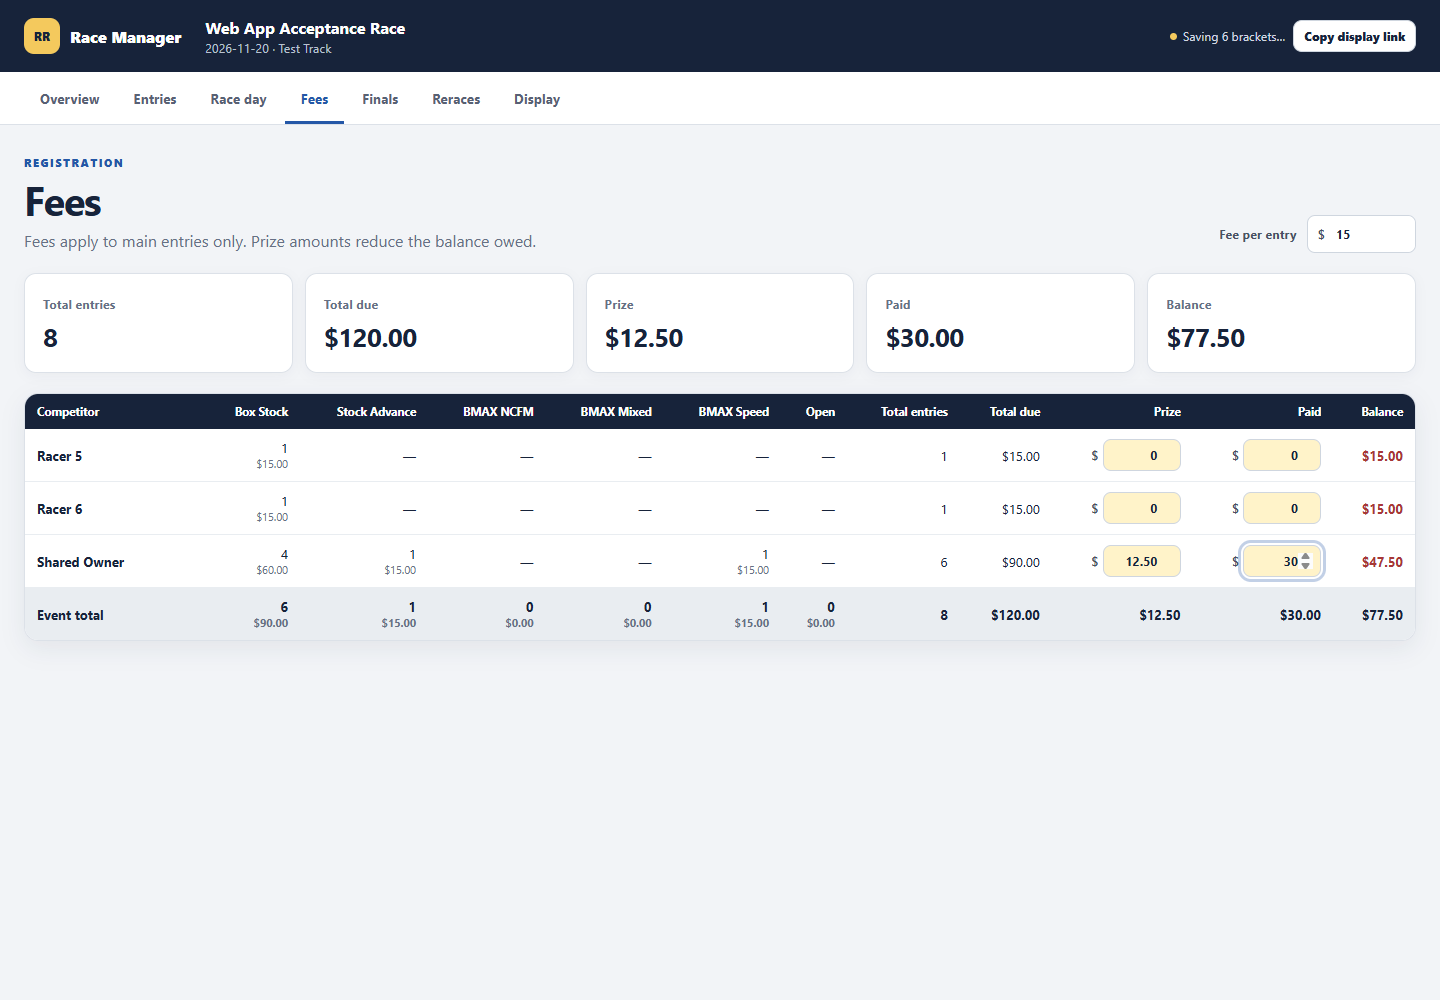 RR Race Manager
Web App Acceptance Race
2026-11-20 · Test Track
Saving 6 brackets...
Copy display link
Overview Entries Race day Fees Finals Reraces Display
REGISTRATION
Fees
Fees apply to main entries only. Prize amounts reduce the balance owed.
Fee per entry $ 15
Total entries Total due Prize Paid Balance
8 $120.00 $12.50 $30.00 $77.50
Competitor Box Stock Stock Advance BMAX NCFM BMAX Mixed BMAX Speed Open Total entries Total due Prize Paid Balance
Racer 5 1 — — — — — 1 $15.00 $ 0 $ 0 $15.00
$15.00
Racer 6 1 — — — — — 1 $15.00 $ 0 $ 0 $15.00
$15.00
Shared Owner 4 1 — — 1 — 6 $90.00 $ 12.50 $ 30 $47.50
$60.00 $15.00 $15.00
Event total 6 1 0 0 1 0 8 $120.00 $12.50 $30.00 $77.50
$90.00 $15.00 $0.00 $0.00 $15.00 $0.00